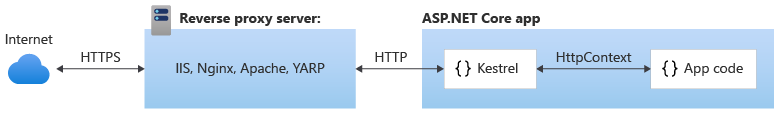 Reverse proxy server:
ASP.NET Core app
Internet
HTTPS
IIS, Nginx, Apache, YARP
HTTP
{} Kestrel
HttpContext
{} App code